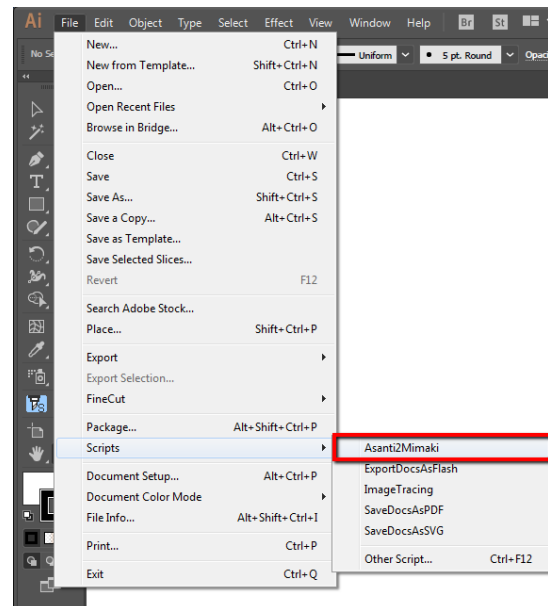 Ai File Edit Object Type Select Effect View Window Help Br St
No Se
Uniform 5 pt. Round Opaci
New... Ctrl+N
New from Template... Shift+Ctrl+N
Open... Ctrl+O
Open Recent Files
Browse in Bridge... Alt+Ctrl+O
Close Ctrl+W
Save Ctrl+S
Save As... Shift+Ctrl+S
Save a Copy... Alt+Ctrl+S
Save as Template...
Save Selected Slices...
Revert F12
Search Adobe Stock...
Place... Shift+Ctrl+P
Export
Export Selection...
FineCut
Package... Alt+Shift+Ctrl+P
Scripts
Asanti2Mimaki
ExportDocsAsFlash
ImageTracing
SaveDocsAsPDF
SaveDocsAsSVG
Other Script... Ctrl+F12
Document Setup... Alt+Ctrl+P
Document Color Mode
File Info... Alt+Shift+Ctrl+I
Print... Ctrl+P
Exit Ctrl+Q